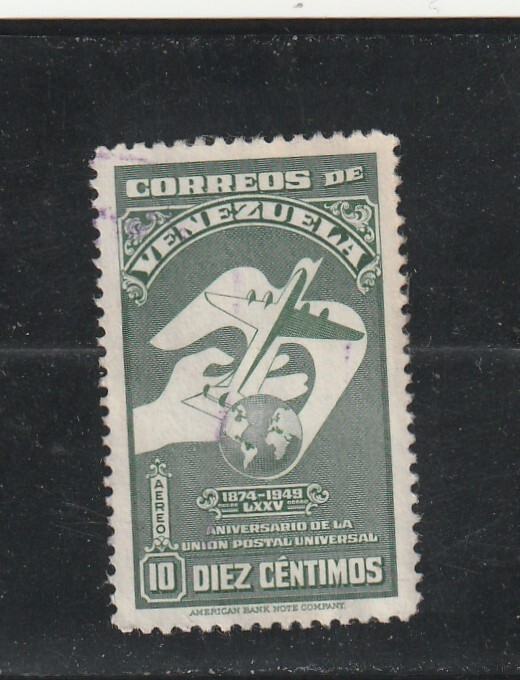 CORREOS DE
VENEZUELA
1874-1949
LXXV
AEREO
ANIVERSARIO DE LA
UNION POSTAL UNIVERSAL
10 DIEZ CÉNTIMOS
AMERICAN BANK NOTE COMPANY.